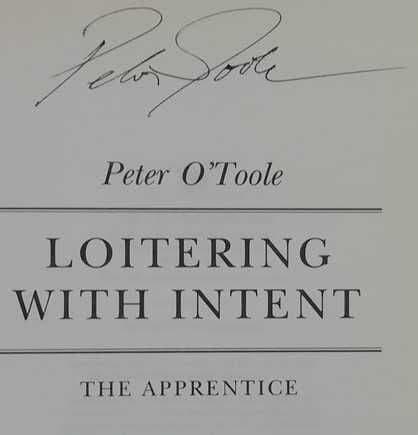 Peter O'Toole
Peter O'Toole
LOITERING
WITH INTENT
THE APPRENTICE